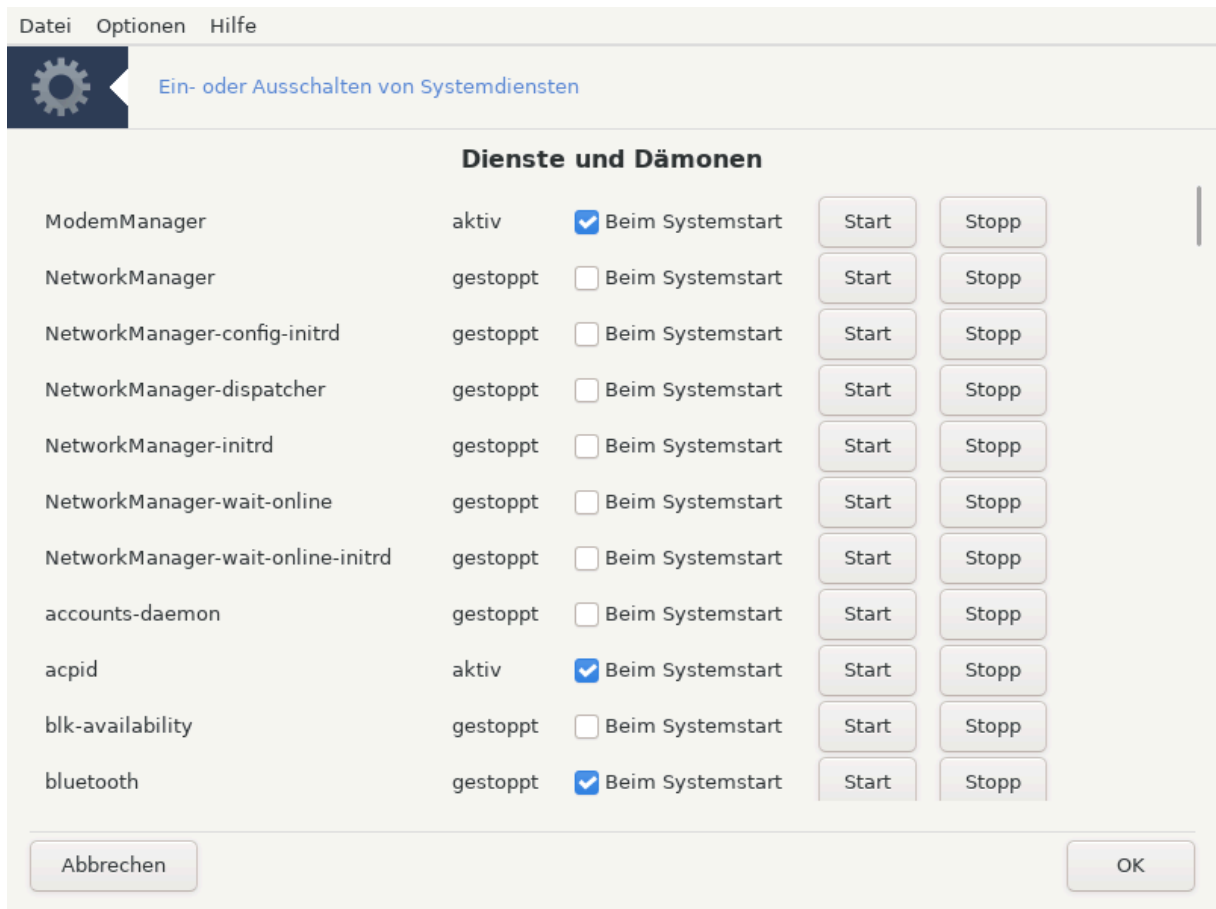 Datei Optionen Hilfe
Ein- oder Ausschalten von Systemdiensten
Dienste und Dämonen
ModemManager aktiv Beim Systemstart Start Stopp
NetworkManager gestoppt Beim Systemstart Start Stopp
NetworkManager-config-initrd gestoppt Beim Systemstart Start Stopp
NetworkManager-dispatcher gestoppt Beim Systemstart Start Stopp
NetworkManager-initrd gestoppt Beim Systemstart Start Stopp
NetworkManager-wait-online gestoppt Beim Systemstart Start Stopp
NetworkManager-wait-online-initrd gestoppt Beim Systemstart Start Stopp
accounts-daemon gestoppt Beim Systemstart Start Stopp
acpid aktiv Beim Systemstart Start Stopp
blk-availability gestoppt Beim Systemstart Start Stopp
bluetooth gestoppt Beim Systemstart Start Stopp
Abbrechen OK